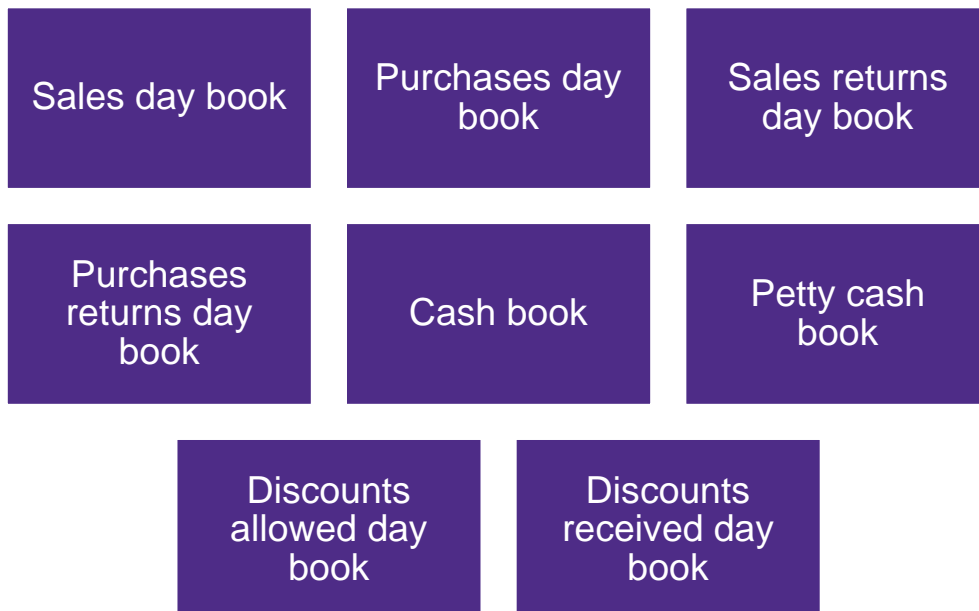 Sales day book
Purchases day
book
Sales returns
day book
Purchases
returns day
book
Cash book
Petty cash
book
Discounts
allowed day
book
Discounts
received day
book